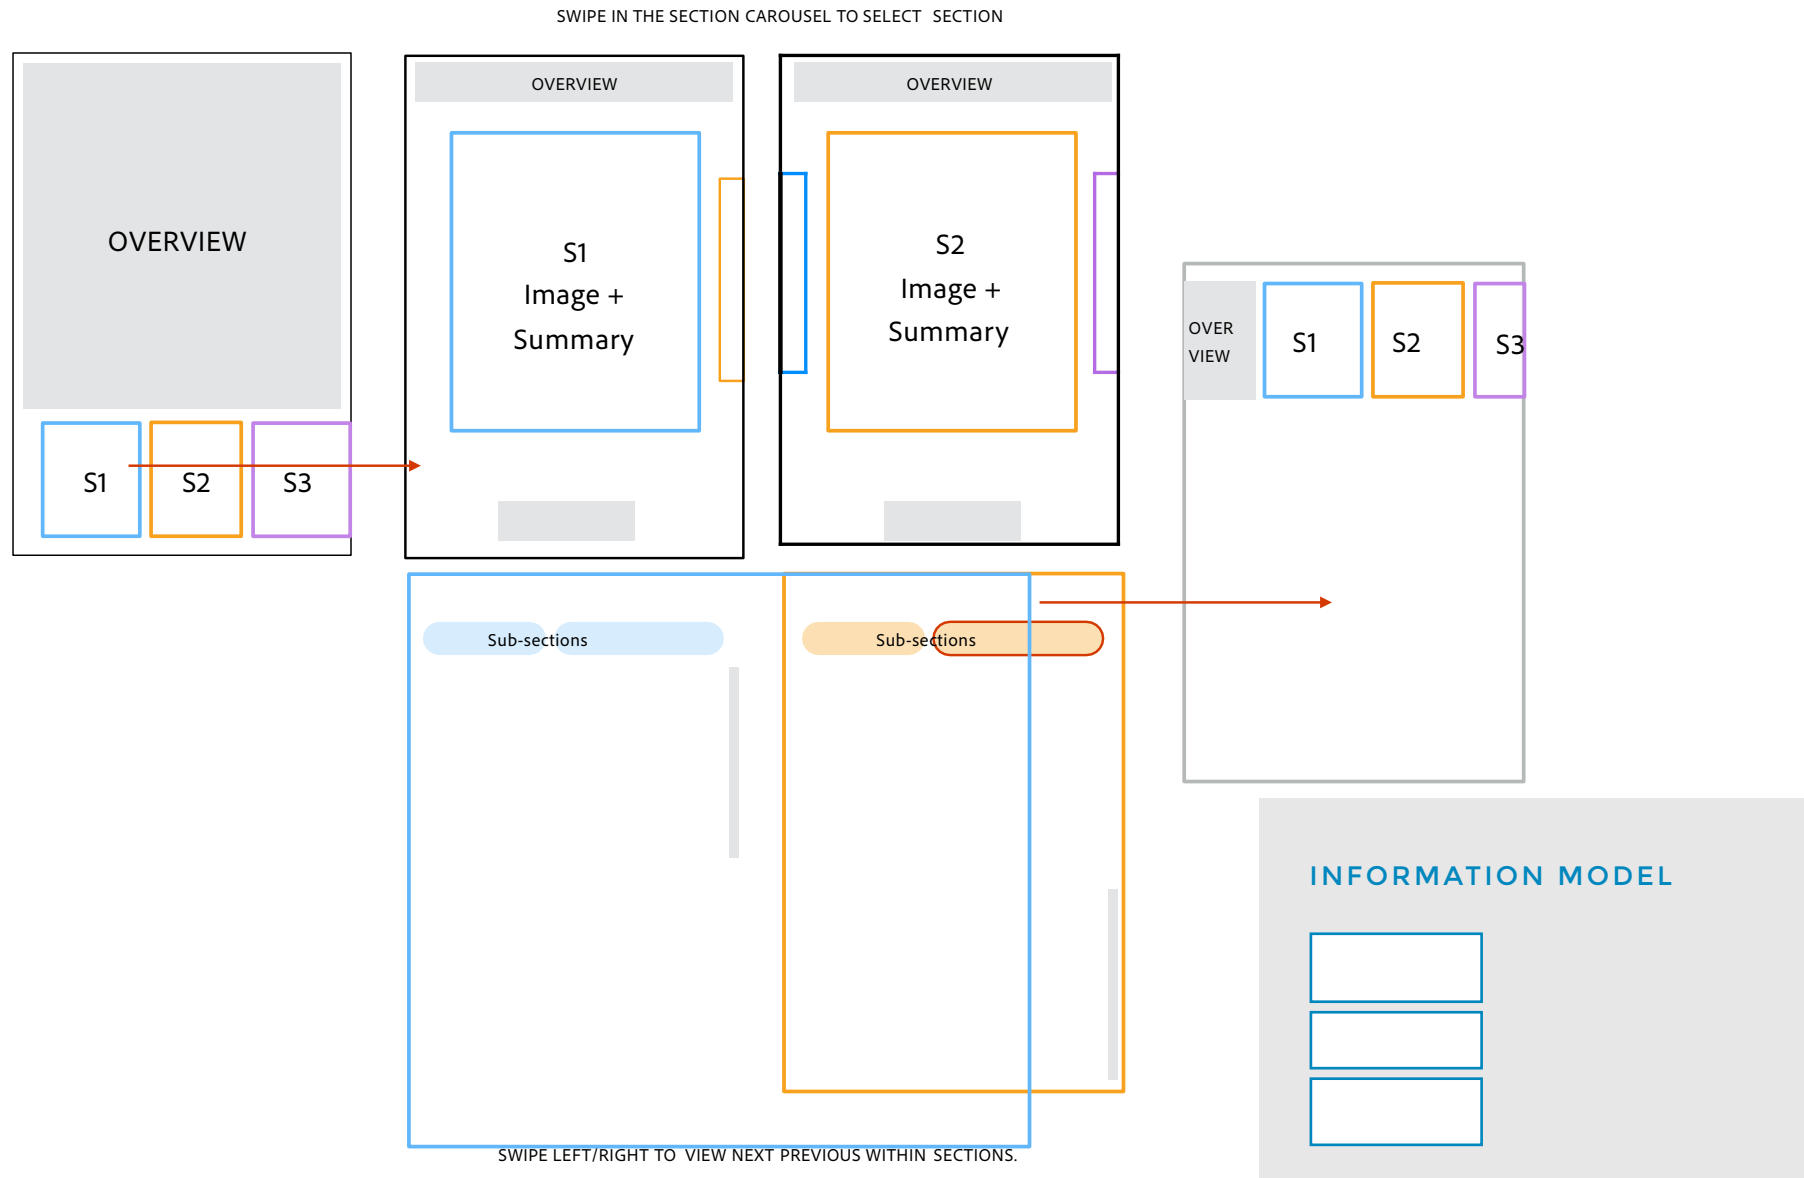 SWIPE IN THE SECTION CAROUSEL TO SELECT SECTION
OVERVIEW
S1
S2
S3
OVERVIEW
S1
Image +
Summary
OVERVIEW
S2
Image +
Summary
OVER
VIEW
S1
S2
S3
Sub-sections
Sub-sections
SWIPE LEFT/RIGHT TO VIEW NEXT PREVIOUS WITHIN SECTIONS.
INFORMATION MODEL